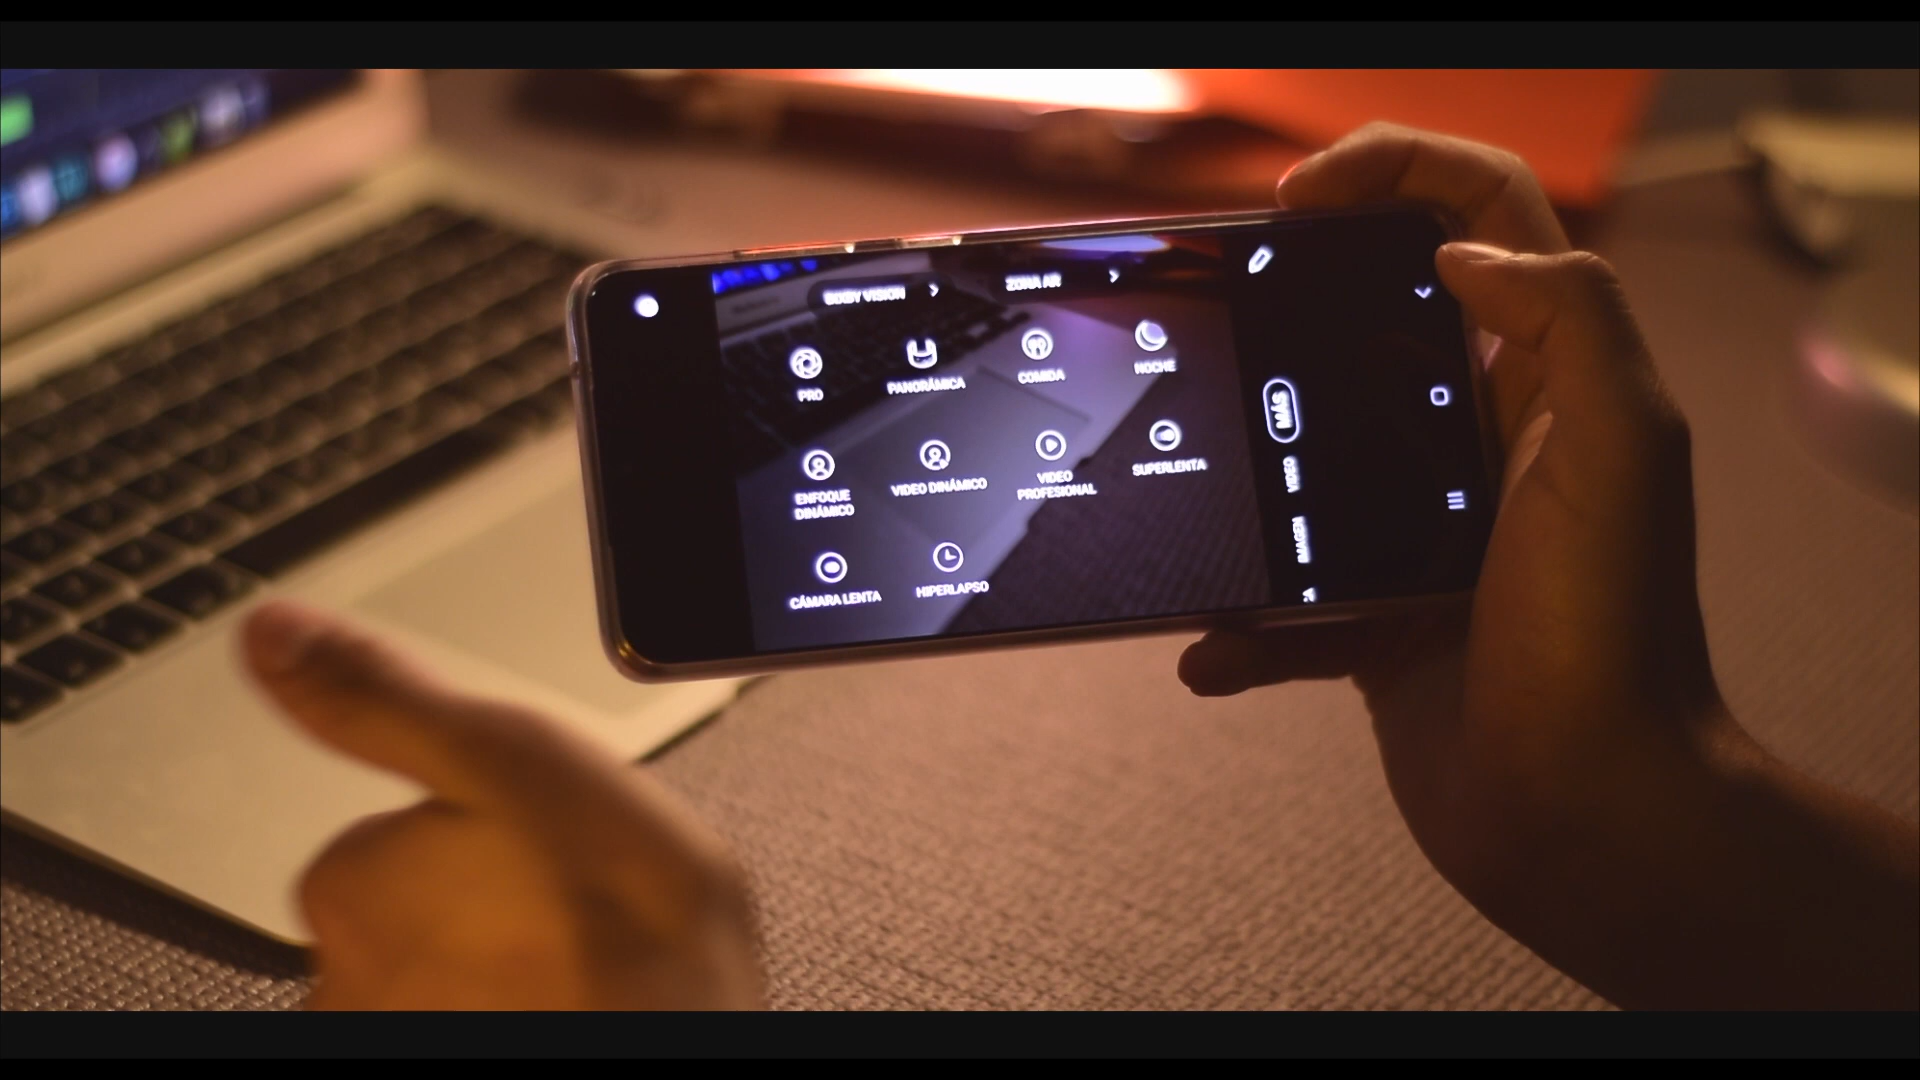 BIXBY VISION
ZONA AR
PRO
PANORÁMICA
COMIDA
NOCHE
ENFOQUE
DINÁMICO
VIDEO DINÁMICO
VIDEO
PROFESIONAL
SUPERLENTA
CÁMARA LENTA
HIPERLAPSO
MÁS
VIDEO
IMAGEN